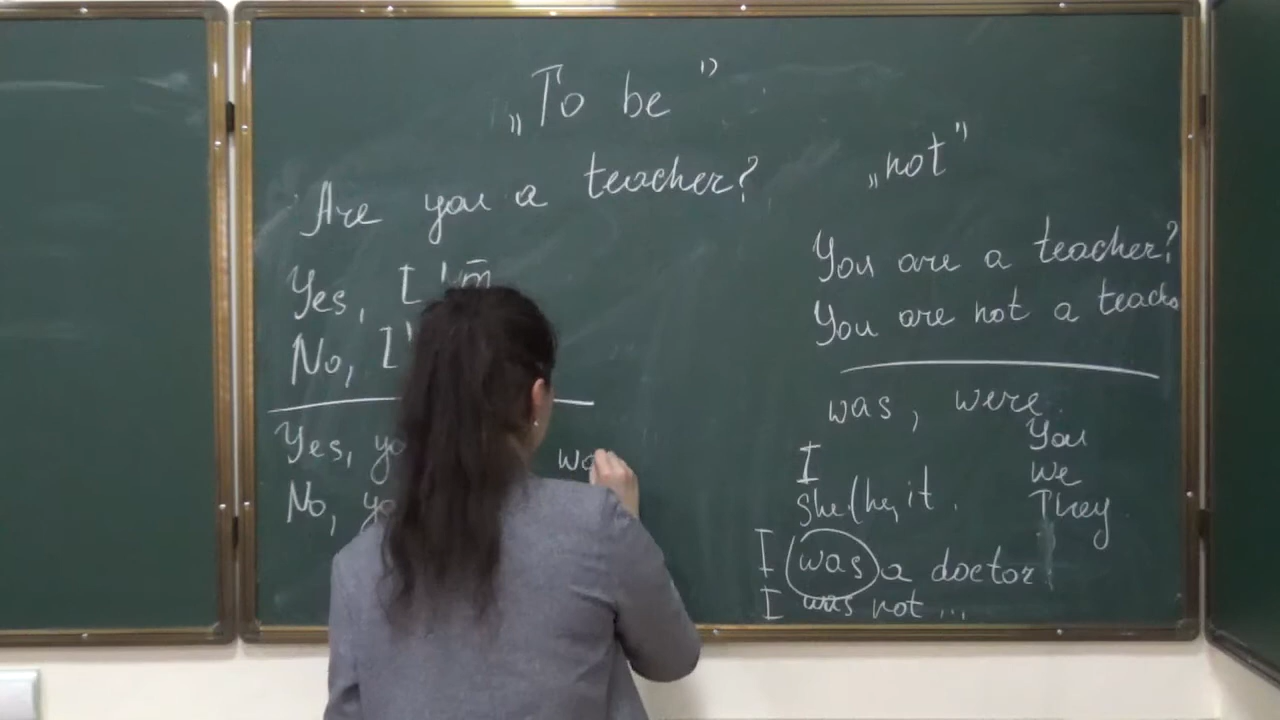 „To be”
Are you a teacher?
Yes, I'm
No, I'
Yes, yo
No, yo
wa
„not”
You are a teacher?
You are not a teache
was, were
I
she/he, it.
You
We
They
I was a doctor
I was not ...